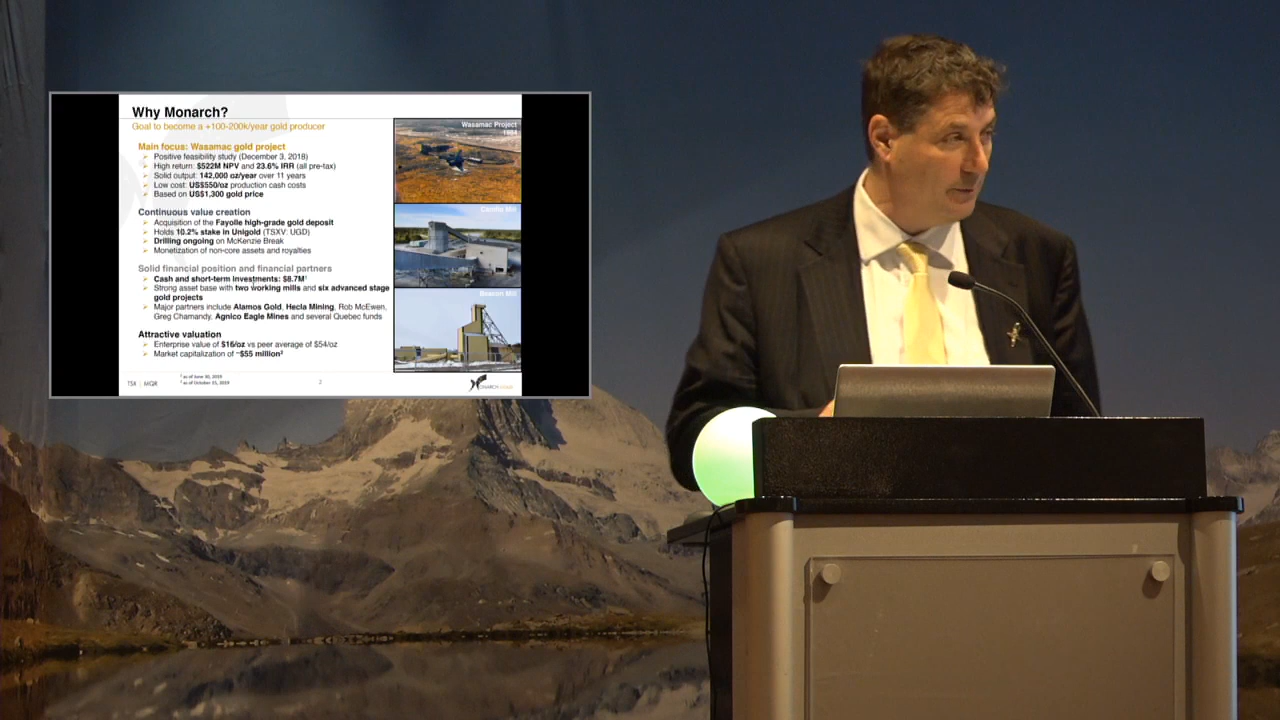 Why Monarch?
Goal to become a +100-200k/year gold producer
Main focus: Wasamac gold project
Positive feasibility study (December 3, 2018)
High return: $522M NPV and 23.6% IRR (all pre-tax)
Solid output: 142,000 oz/year over 11 years
Low cost: US$550/oz production cash costs
Based on US$1,300 gold price
Continuous value creation
Acquisition of the Fayolle high-grade gold deposit
Holds 10.2% stake in Unigold (TSXV: UGD)
Drilling ongoing on McKenzie Break
Monetization of non-core assets and royalties
Solid financial position and financial partners
Cash and short-term investments: $8.7M¹
Strong asset base with two working mills and six advanced stage
gold projects
Major partners include Alamos Gold, Hecla Mining, Rob McEwen,
Greg Chamandy, Agnico Eagle Mines and several Quebec funds
Attractive valuation
Enterprise value of $16/oz vs peer average of $54/oz
Market capitalization of ~$55 million²
¹ as of June 30, 2019
² as of October 15, 2019
TSX : MQR
2
MONARCH GOLD
Wasamac Project
1984
Camflo Mill
Beacon Mill